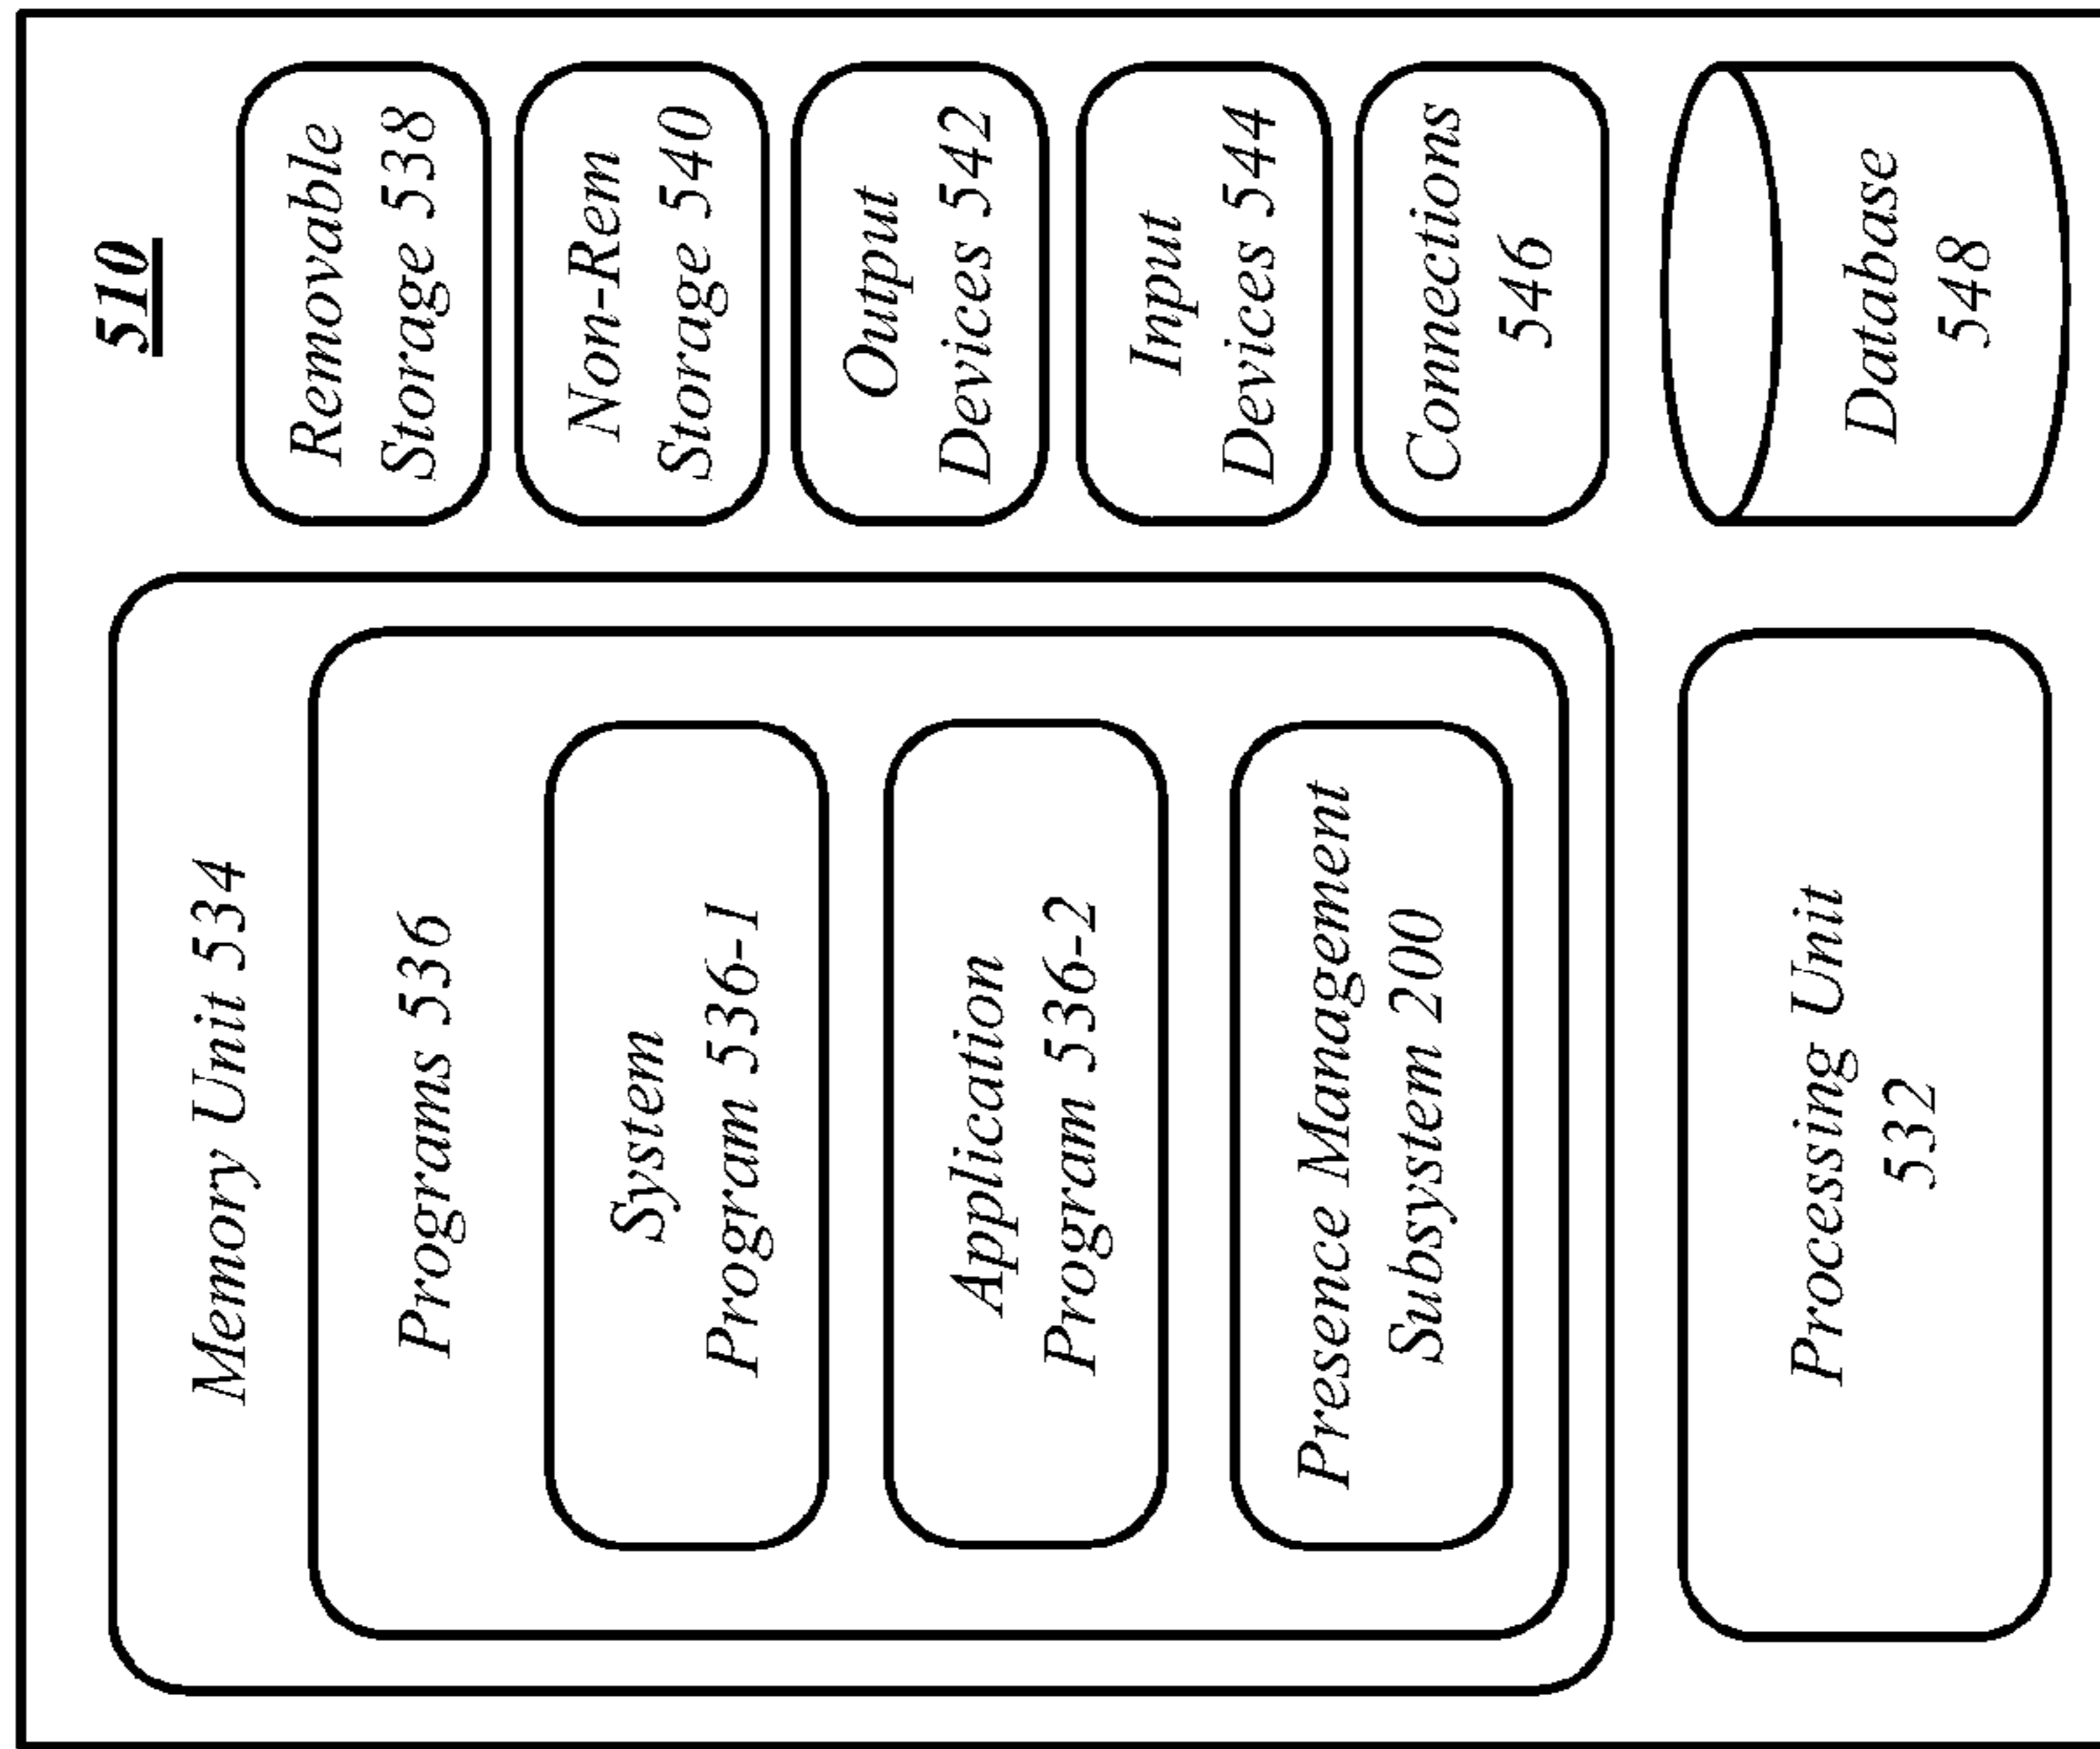 510
Memory Unit 534
Programs 536
System
Program 536-1
Application
Program 536-2
Presence Management
Subsystem 200
Processing Unit
532
Removable
Storage 538
Non-Rem
Storage 540
Output
Devices 542
Input
Devices 544
Connections
546
Database
548